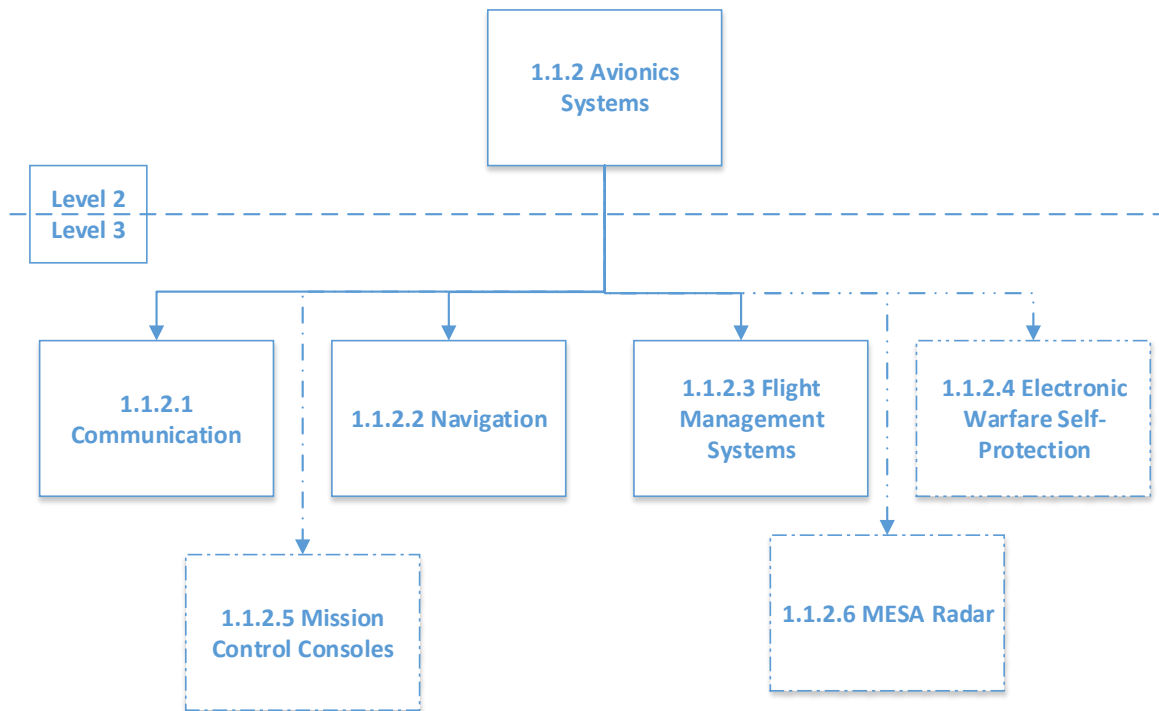 1.1.2 Avionics
Systems
Level 2
Level 3
1.1.2.1
Communication
1.1.2.2 Navigation
1.1.2.3 Flight
Management
Systems
1.1.2.4 Electronic
Warfare Self-
Protection
1.1.2.5 Mission
Control Consoles
1.1.2.6 MESA Radar